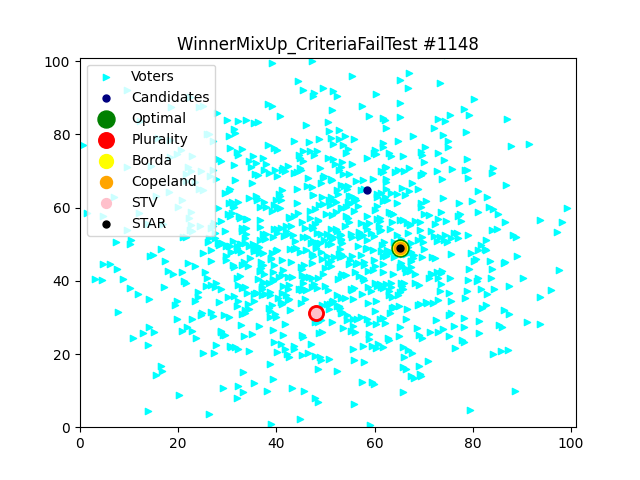 WinnerMixUp_CriteriaFailTest #1148
100
80
60
40
20
0
Voters
Candidates
Optimal
Plurality
Borda
Copeland
STV
STAR
0 20 40 60 80 100